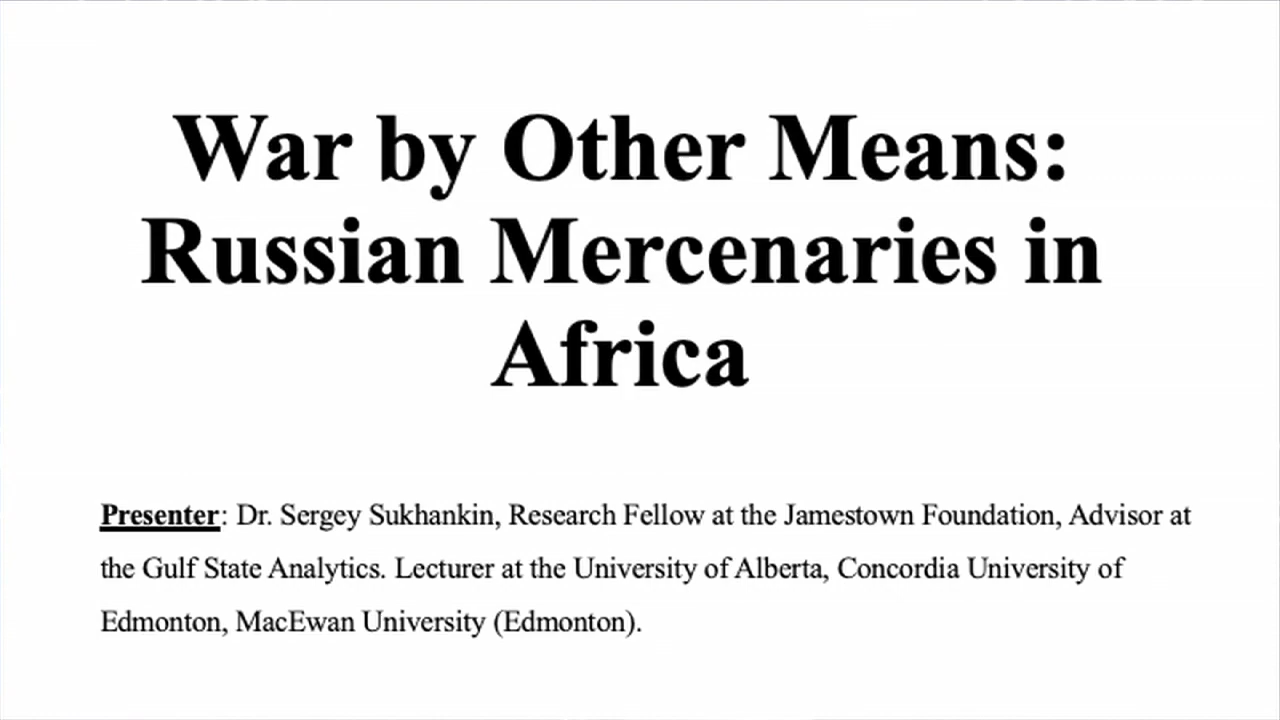 War by Other Means:
Russian Mercenaries in
Africa
Presenter: Dr. Sergey Sukhankin, Research Fellow at the Jamestown Foundation, Advisor at
the Gulf State Analytics. Lecturer at the University of Alberta, Concordia University of
Edmonton, MacEwan University (Edmonton).